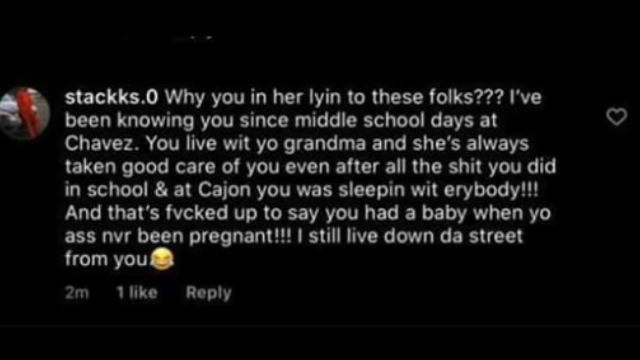 stackks.0 Why you in her lyin to these folks??? I've
been knowing you since middle school days at
Chavez. You live wit yo grandma and she's always
taken good care of you even after all the shit you did
in school & at Cajon you was sleepin wit erybody!!!
And that's fvcked up to say you had a baby when yo
ass nvr been pregnant!!! I still live down da street
from you😂
2m 1 like Reply